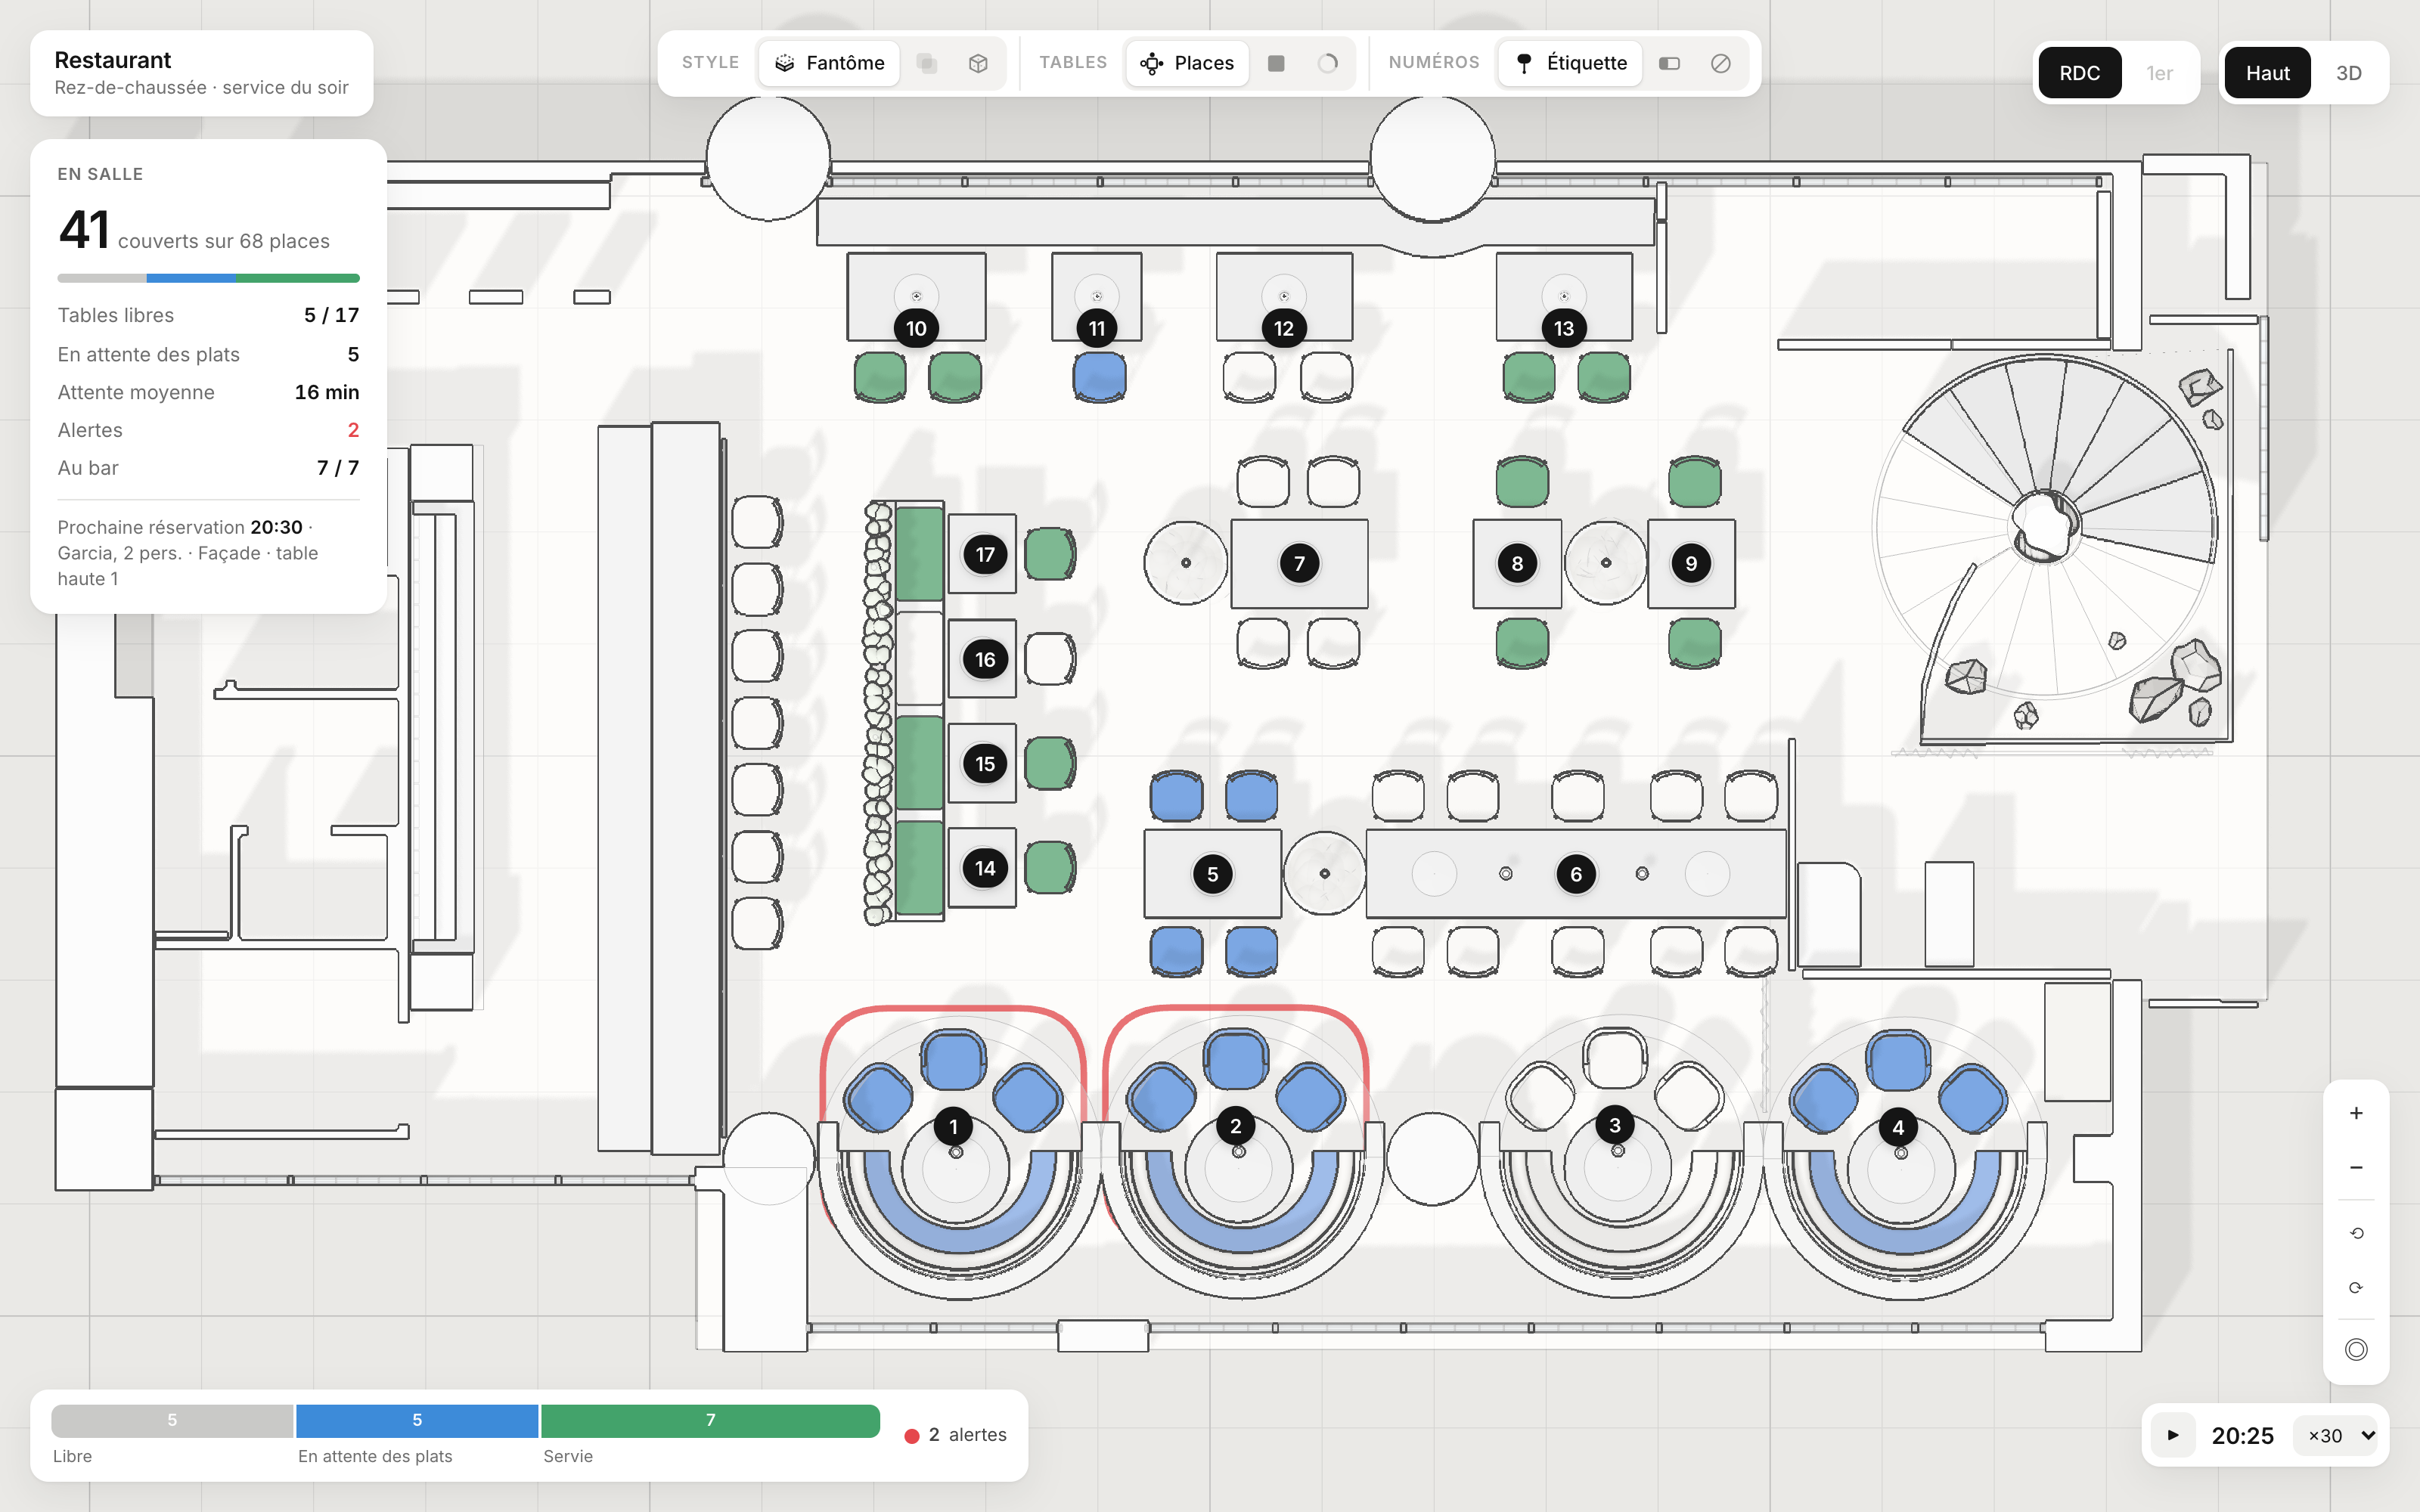 Restaurant
Rez-de-chaussée · service du soir
STYLE Fantôme TABLES Places NUMÉROS Étiquette
RDC 1er Haut 3D
EN SALLE
41 couverts sur 68 places
Tables libres 5 / 17
En attente des plats 5
Attente moyenne 16 min
Alertes 2
Au bar 7 / 7
Prochaine réservation 20:30 ·
Garcia, 2 pers. · Façade · table
haute 1
10 11 12 13
17
16
15
14
7 8 9
5 6
1 2 3 4
+
−
5 5 7
Libre En attente des plats Servie
2 alertes
20:25 ×30